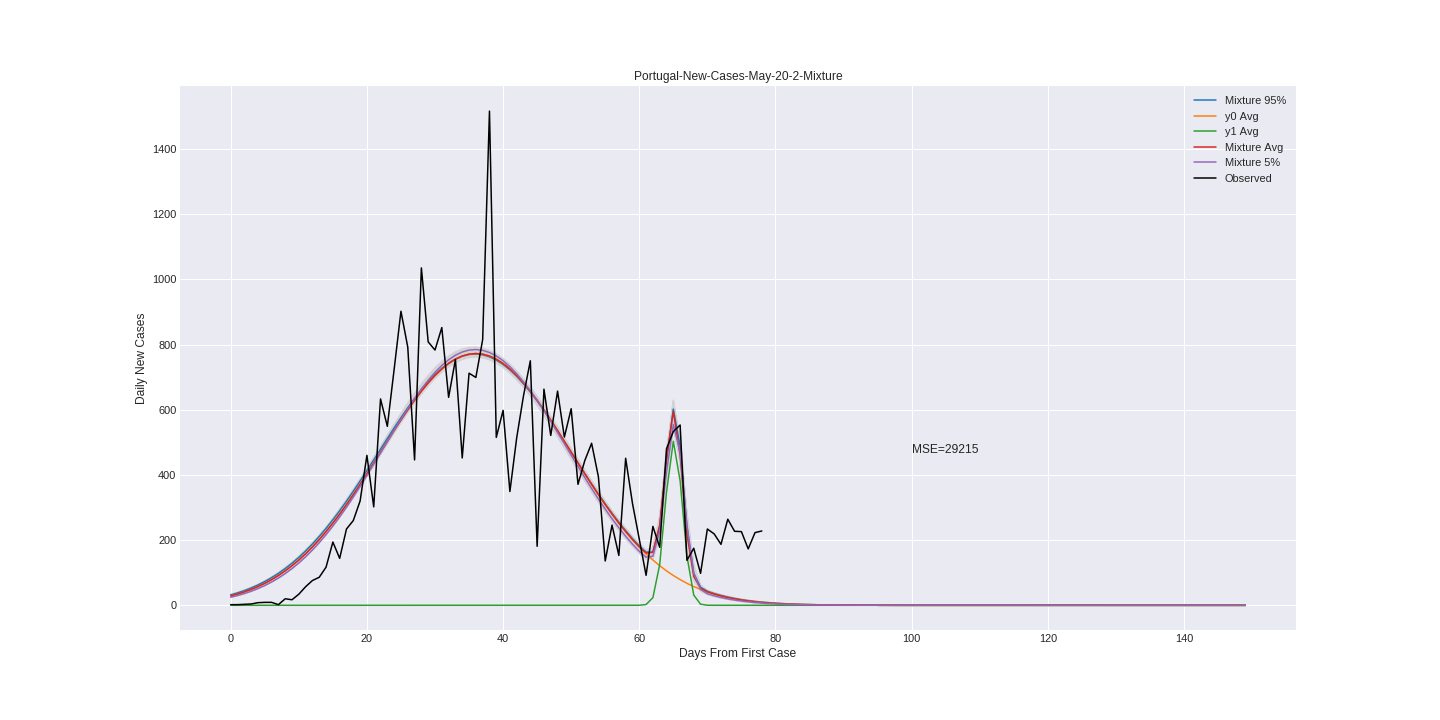 Portugal-New-Cases-May-20-2-Mixture
Mixture 95%
y0 Avg
y1 Avg
Mixture Avg
Mixture 5%
Observed
1400
1200
1000
800
600
400
200
0
Daily New Cases
MSE=29215
0 20 40 60 80 100 120 140
Days From First Case